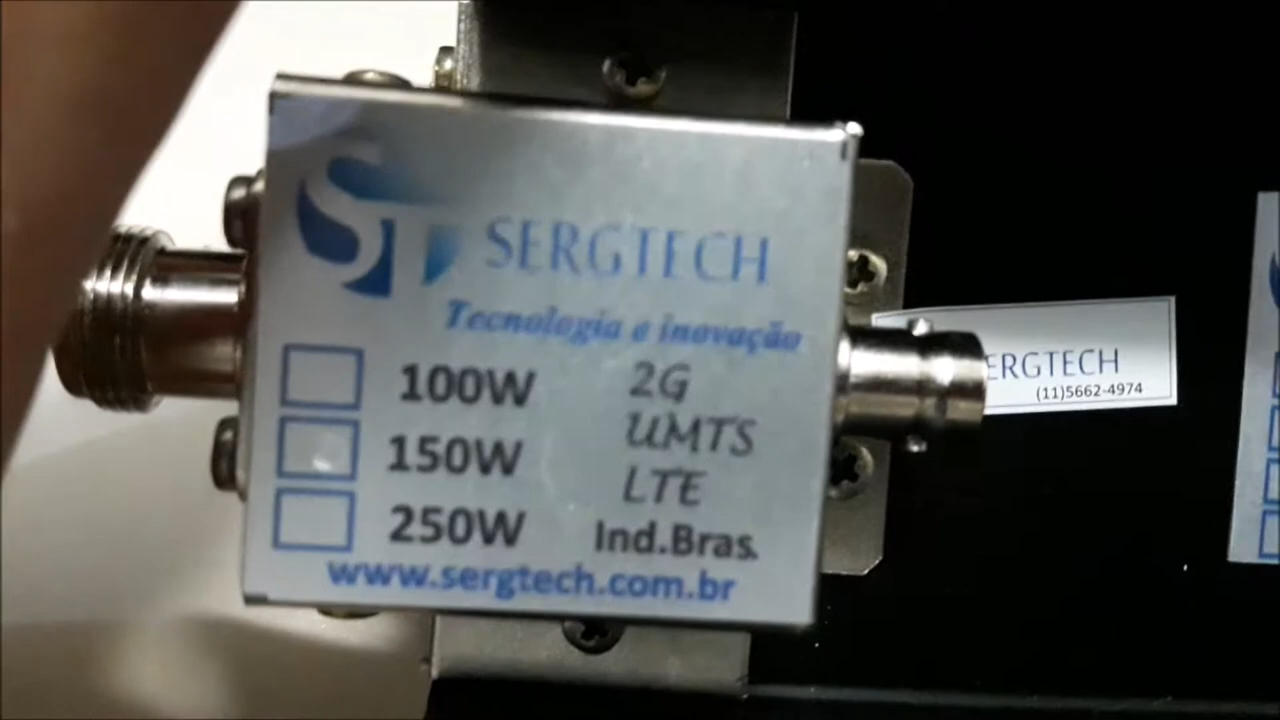 ST
SERGTECH
Tecnologia e inovação
100W
2G
150W
UMTS
LTE
250W
Ind.Bras.
www.sergtech.com.br
ERGTECH
(11)5662-4974